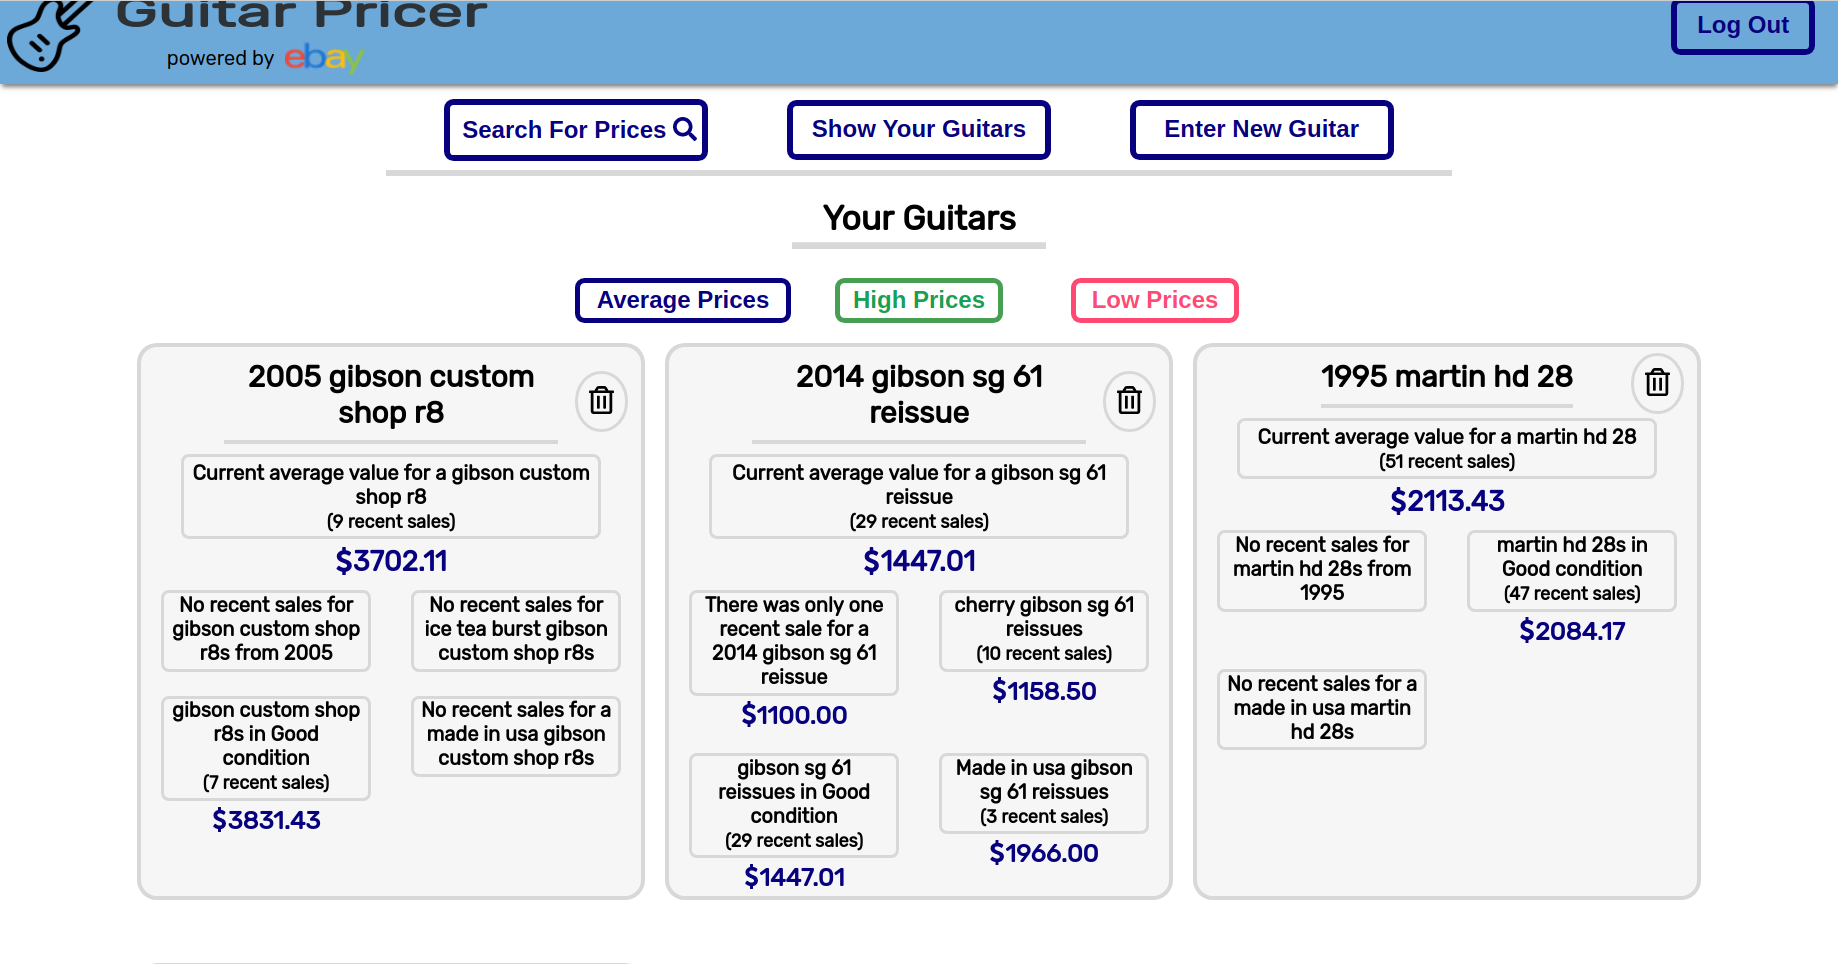 Guitar Pricer
powered by ebay
Log Out
Search For Prices
Show Your Guitars
Enter New Guitar
Your Guitars
Average Prices
High Prices
Low Prices
2005 gibson custom
shop r8
Current average value for a gibson custom
shop r8
(9 recent sales)
$3702.11
No recent sales for
gibson custom shop
r8s from 2005
No recent sales for
ice tea burst gibson
custom shop r8s
gibson custom shop
r8s in Good
condition
(7 recent sales)
$3831.43
No recent sales for a
made in usa gibson
custom shop r8s
2014 gibson sg 61
reissue
Current average value for a gibson sg 61
reissue
(29 recent sales)
$1447.01
There was only one
recent sale for a
2014 gibson sg 61
reissue
$1100.00
cherry gibson sg 61
reissues
(10 recent sales)
$1158.50
gibson sg 61
reissues in Good
condition
(29 recent sales)
$1447.01
Made in usa gibson
sg 61 reissues
(3 recent sales)
$1966.00
1995 martin hd 28
Current average value for a martin hd 28
(51 recent sales)
$2113.43
No recent sales for
martin hd 28s from
1995
martin hd 28s in
Good condition
(47 recent sales)
$2084.17
No recent sales for a
made in usa martin
hd 28s